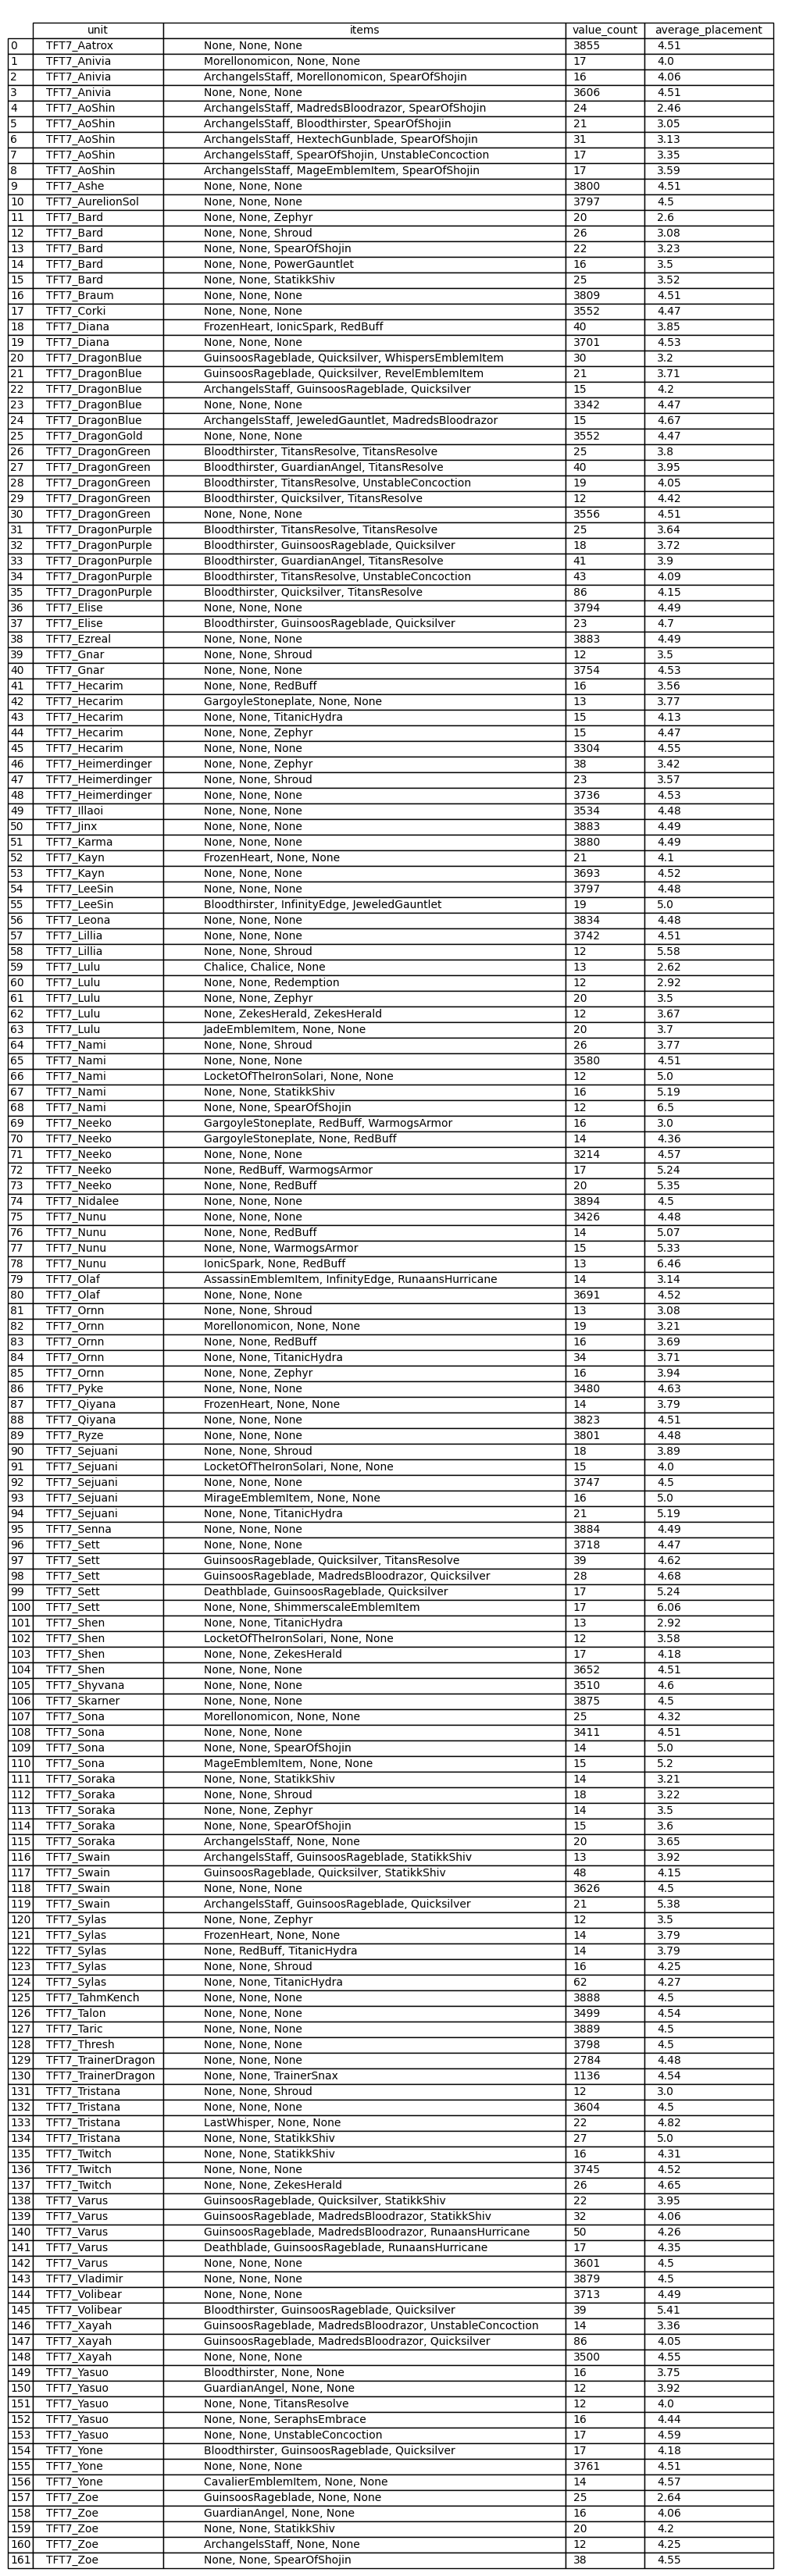 unit items value_count average_placement
0 TFT7_Aatrox None, None, None 3855 4.51
1 TFT7_Anivia Morellonomicon, None, None 17 4.0
2 TFT7_Anivia ArchangelsStaff, Morellonomicon, SpearOfShojin 16 4.06
3 TFT7_Anivia None, None, None 3606 4.51
4 TFT7_AoShin ArchangelsStaff, MadredsBloodrazor, SpearOfShojin 24 2.46
5 TFT7_AoShin ArchangelsStaff, Bloodthirster, SpearOfShojin 21 3.05
6 TFT7_AoShin ArchangelsStaff, HextechGunblade, SpearOfShojin 31 3.13
7 TFT7_AoShin ArchangelsStaff, SpearOfShojin, UnstableConcoction 17 3.35
8 TFT7_AoShin ArchangelsStaff, MageEmblemItem, SpearOfShojin 17 3.59
9 TFT7_Ashe None, None, None 3800 4.51
10 TFT7_AurelionSol None, None, None 3797 4.5
11 TFT7_Bard None, None, Zephyr 20 2.6
12 TFT7_Bard None, None, Shroud 26 3.08
13 TFT7_Bard None, None, SpearOfShojin 22 3.23
14 TFT7_Bard None, None, PowerGauntlet 16 3.5
15 TFT7_Bard None, None, StatikkShiv 25 3.52
16 TFT7_Braum None, None, None 3809 4.51
17 TFT7_Corki None, None, None 3552 4.47
18 TFT7_Diana FrozenHeart, IonicSpark, RedBuff 40 3.85
19 TFT7_Diana None, None, None 3701 4.53
20 TFT7_DragonBlue GuinsoosRageblade, Quicksilver, WhispersEmblemItem 30 3.2
21 TFT7_DragonBlue GuinsoosRageblade, Quicksilver, RevelEmblemItem 21 3.71
22 TFT7_DragonBlue ArchangelsStaff, GuinsoosRageblade, Quicksilver 15 4.2
23 TFT7_DragonBlue None, None, None 3342 4.47
24 TFT7_DragonBlue ArchangelsStaff, JeweledGauntlet, MadredsBloodrazor 15 4.67
25 TFT7_DragonGold None, None, None 3552 4.47
26 TFT7_DragonGreen Bloodthirster, TitansResolve, TitansResolve 25 3.8
27 TFT7_DragonGreen Bloodthirster, GuardianAngel, TitansResolve 40 3.95
28 TFT7_DragonGreen Bloodthirster, TitansResolve, UnstableConcoction 19 4.05
29 TFT7_DragonGreen Bloodthirster, Quicksilver, TitansResolve 12 4.42
30 TFT7_DragonGreen None, None, None 3556 4.51
31 TFT7_DragonPurple Bloodthirster, TitansResolve, TitansResolve 25 3.64
32 TFT7_DragonPurple Bloodthirster, GuinsoosRageblade, Quicksilver 18 3.72
33 TFT7_DragonPurple Bloodthirster, GuardianAngel, TitansResolve 41 3.9
34 TFT7_DragonPurple Bloodthirster, TitansResolve, UnstableConcoction 43 4.09
35 TFT7_DragonPurple Bloodthirster, Quicksilver, TitansResolve 86 4.15
36 TFT7_Elise None, None, None 3794 4.49
37 TFT7_Elise Bloodthirster, GuinsoosRageblade, Quicksilver 23 4.7
38 TFT7_Ezreal None, None, None 3883 4.49
39 TFT7_Gnar None, None, Shroud 12 3.5
40 TFT7_Gnar None, None, None 3754 4.53
41 TFT7_Hecarim None, None, RedBuff 16 3.56
42 TFT7_Hecarim GargoyleStoneplate, None, None 13 3.77
43 TFT7_Hecarim None, None, TitanicHydra 15 4.13
44 TFT7_Hecarim None, None, Zephyr 15 4.47
45 TFT7_Hecarim None, None, None 3304 4.55
46 TFT7_Heimerdinger None, None, Zephyr 38 3.42
47 TFT7_Heimerdinger None, None, Shroud 23 3.57
48 TFT7_Heimerdinger None, None, None 3736 4.53
49 TFT7_Illaoi None, None, None 3534 4.48
50 TFT7_Jinx None, None, None 3883 4.49
51 TFT7_Karma None, None, None 3880 4.49
52 TFT7_Kayn FrozenHeart, None, None 21 4.1
53 TFT7_Kayn None, None, None 3693 4.52
54 TFT7_LeeSin None, None, None 3797 4.48
55 TFT7_LeeSin Bloodthirster, InfinityEdge, JeweledGauntlet 19 5.0
56 TFT7_Leona None, None, None 3834 4.48
57 TFT7_Lillia None, None, None 3742 4.51
58 TFT7_Lillia None, None, Shroud 12 5.58
59 TFT7_Lulu Chalice, Chalice, None 13 2.62
60 TFT7_Lulu None, None, Redemption 12 2.92
61 TFT7_Lulu None, None, Zephyr 20 3.5
62 TFT7_Lulu None, ZekesHerald, ZekesHerald 12 3.67
63 TFT7_Lulu JadeEmblemItem, None, None 20 3.7
64 TFT7_Nami None, None, Shroud 26 3.77
65 TFT7_Nami None, None, None 3580 4.51
66 TFT7_Nami LocketOfTheIronSolari, None, None 12 5.0
67 TFT7_Nami None, None, StatikkShiv 16 5.19
68 TFT7_Nami None, None, SpearOfShojin 12 6.5
69 TFT7_Neeko GargoyleStoneplate, RedBuff, WarmogsArmor 16 3.0
70 TFT7_Neeko GargoyleStoneplate, None, RedBuff 14 4.36
71 TFT7_Neeko None, None, None 3214 4.57
72 TFT7_Neeko None, RedBuff, WarmogsArmor 17 5.24
73 TFT7_Neeko None, None, RedBuff 20 5.35
74 TFT7_Nidalee None, None, None 3894 4.5
75 TFT7_Nunu None, None, None 3426 4.48
76 TFT7_Nunu None, None, RedBuff 14 5.07
77 TFT7_Nunu None, None, WarmogsArmor 15 5.33
78 TFT7_Nunu IonicSpark, None, RedBuff 13 6.46
79 TFT7_Olaf AssassinEmblemItem, InfinityEdge, RunaansHurricane 14 3.14
80 TFT7_Olaf None, None, None 3691 4.52
81 TFT7_Ornn None, None, Shroud 13 3.08
82 TFT7_Ornn Morellonomicon, None, None 19 3.21
83 TFT7_Ornn None, None, RedBuff 16 3.69
84 TFT7_Ornn None, None, TitanicHydra 34 3.71
85 TFT7_Ornn None, None, Zephyr 16 3.94
86 TFT7_Pyke None, None, None 3480 4.63
87 TFT7_Qiyana FrozenHeart, None, None 14 3.79
88 TFT7_Qiyana None, None, None 3823 4.51
89 TFT7_Ryze None, None, None 3801 4.48
90 TFT7_Sejuani None, None, Shroud 18 3.89
91 TFT7_Sejuani LocketOfTheIronSolari, None, None 15 4.0
92 TFT7_Sejuani None, None, None 3747 4.5
93 TFT7_Sejuani MirageEmblemItem, None, None 16 5.0
94 TFT7_Sejuani None, None, TitanicHydra 21 5.19
95 TFT7_Senna None, None, None 3884 4.49
96 TFT7_Sett None, None, None 3718 4.47
97 TFT7_Sett GuinsoosRageblade, Quicksilver, TitansResolve 39 4.62
98 TFT7_Sett GuinsoosRageblade, MadredsBloodrazor, Quicksilver 28 4.68
99 TFT7_Sett Deathblade, GuinsoosRageblade, Quicksilver 17 5.24
100 TFT7_Sett None, None, ShimmerscaleEmblemItem 17 6.06
101 TFT7_Shen None, None, TitanicHydra 13 2.92
102 TFT7_Shen LocketOfTheIronSolari, None, None 12 3.58
103 TFT7_Shen None, None, ZekesHerald 17 4.18
104 TFT7_Shen None, None, None 3652 4.51
105 TFT7_Shyvana None, None, None 3510 4.6
106 TFT7_Skarner None, None, None 3875 4.5
107 TFT7_Sona Morellonomicon, None, None 25 4.32
108 TFT7_Sona None, None, None 3411 4.51
109 TFT7_Sona None, None, SpearOfShojin 14 5.0
110 TFT7_Sona MageEmblemItem, None, None 15 5.2
111 TFT7_Soraka None, None, StatikkShiv 14 3.21
112 TFT7_Soraka None, None, Shroud 18 3.22
113 TFT7_Soraka None, None, Zephyr 14 3.5
114 TFT7_Soraka None, None, SpearOfShojin 15 3.6
115 TFT7_Soraka ArchangelsStaff, None, None 20 3.65
116 TFT7_Swain ArchangelsStaff, GuinsoosRageblade, StatikkShiv 13 3.92
117 TFT7_Swain GuinsoosRageblade, Quicksilver, StatikkShiv 48 4.15
118 TFT7_Swain None, None, None 3626 4.5
119 TFT7_Swain ArchangelsStaff, GuinsoosRageblade, Quicksilver 21 5.38
120 TFT7_Sylas None, None, Zephyr 12 3.5
121 TFT7_Sylas FrozenHeart, None, None 14 3.79
122 TFT7_Sylas None, RedBuff, TitanicHydra 14 3.79
123 TFT7_Sylas None, None, Shroud 16 4.25
124 TFT7_Sylas None, None, TitanicHydra 62 4.27
125 TFT7_TahmKench None, None, None 3888 4.5
126 TFT7_Talon None, None, None 3499 4.54
127 TFT7_Taric None, None, None 3889 4.5
128 TFT7_Thresh None, None, None 3798 4.5
129 TFT7_TrainerDragon None, None, None 2784 4.48
130 TFT7_TrainerDragon None, None, TrainerSnax 1136 4.54
131 TFT7_Tristana None, None, Shroud 12 3.0
132 TFT7_Tristana None, None, None 3604 4.5
133 TFT7_Tristana LastWhisper, None, None 22 4.82
134 TFT7_Tristana None, None, StatikkShiv 27 5.0
135 TFT7_Twitch None, None, StatikkShiv 16 4.31
136 TFT7_Twitch None, None, None 3745 4.52
137 TFT7_Twitch None, None, ZekesHerald 26 4.65
138 TFT7_Varus GuinsoosRageblade, Quicksilver, StatikkShiv 22 3.95
139 TFT7_Varus GuinsoosRageblade, MadredsBloodrazor, StatikkShiv 32 4.06
140 TFT7_Varus GuinsoosRageblade, MadredsBloodrazor, RunaansHurricane 50 4.26
141 TFT7_Varus Deathblade, GuinsoosRageblade, RunaansHurricane 17 4.35
142 TFT7_Varus None, None, None 3601 4.5
143 TFT7_Vladimir None, None, None 3879 4.5
144 TFT7_Volibear None, None, None 3713 4.49
145 TFT7_Volibear Bloodthirster, GuinsoosRageblade, Quicksilver 39 5.41
146 TFT7_Xayah GuinsoosRageblade, MadredsBloodrazor, UnstableConcoction 14 3.36
147 TFT7_Xayah GuinsoosRageblade, MadredsBloodrazor, Quicksilver 86 4.05
148 TFT7_Xayah None, None, None 3500 4.55
149 TFT7_Yasuo Bloodthirster, None, None 16 3.75
150 TFT7_Yasuo GuardianAngel, None, None 12 3.92
151 TFT7_Yasuo None, None, TitansResolve 12 4.0
152 TFT7_Yasuo None, None, SeraphsEmbrace 16 4.44
153 TFT7_Yasuo None, None, UnstableConcoction 17 4.59
154 TFT7_Yone Bloodthirster, GuinsoosRageblade, Quicksilver 17 4.18
155 TFT7_Yone None, None, None 3761 4.51
156 TFT7_Yone CavalierEmblemItem, None, None 14 4.57
157 TFT7_Zoe GuinsoosRageblade, None, None 25 2.64
158 TFT7_Zoe GuardianAngel, None, None 16 4.06
159 TFT7_Zoe None, None, StatikkShiv 20 4.2
160 TFT7_Zoe ArchangelsStaff, None, None 12 4.25
161 TFT7_Zoe None, None, SpearOfShojin 38 4.55